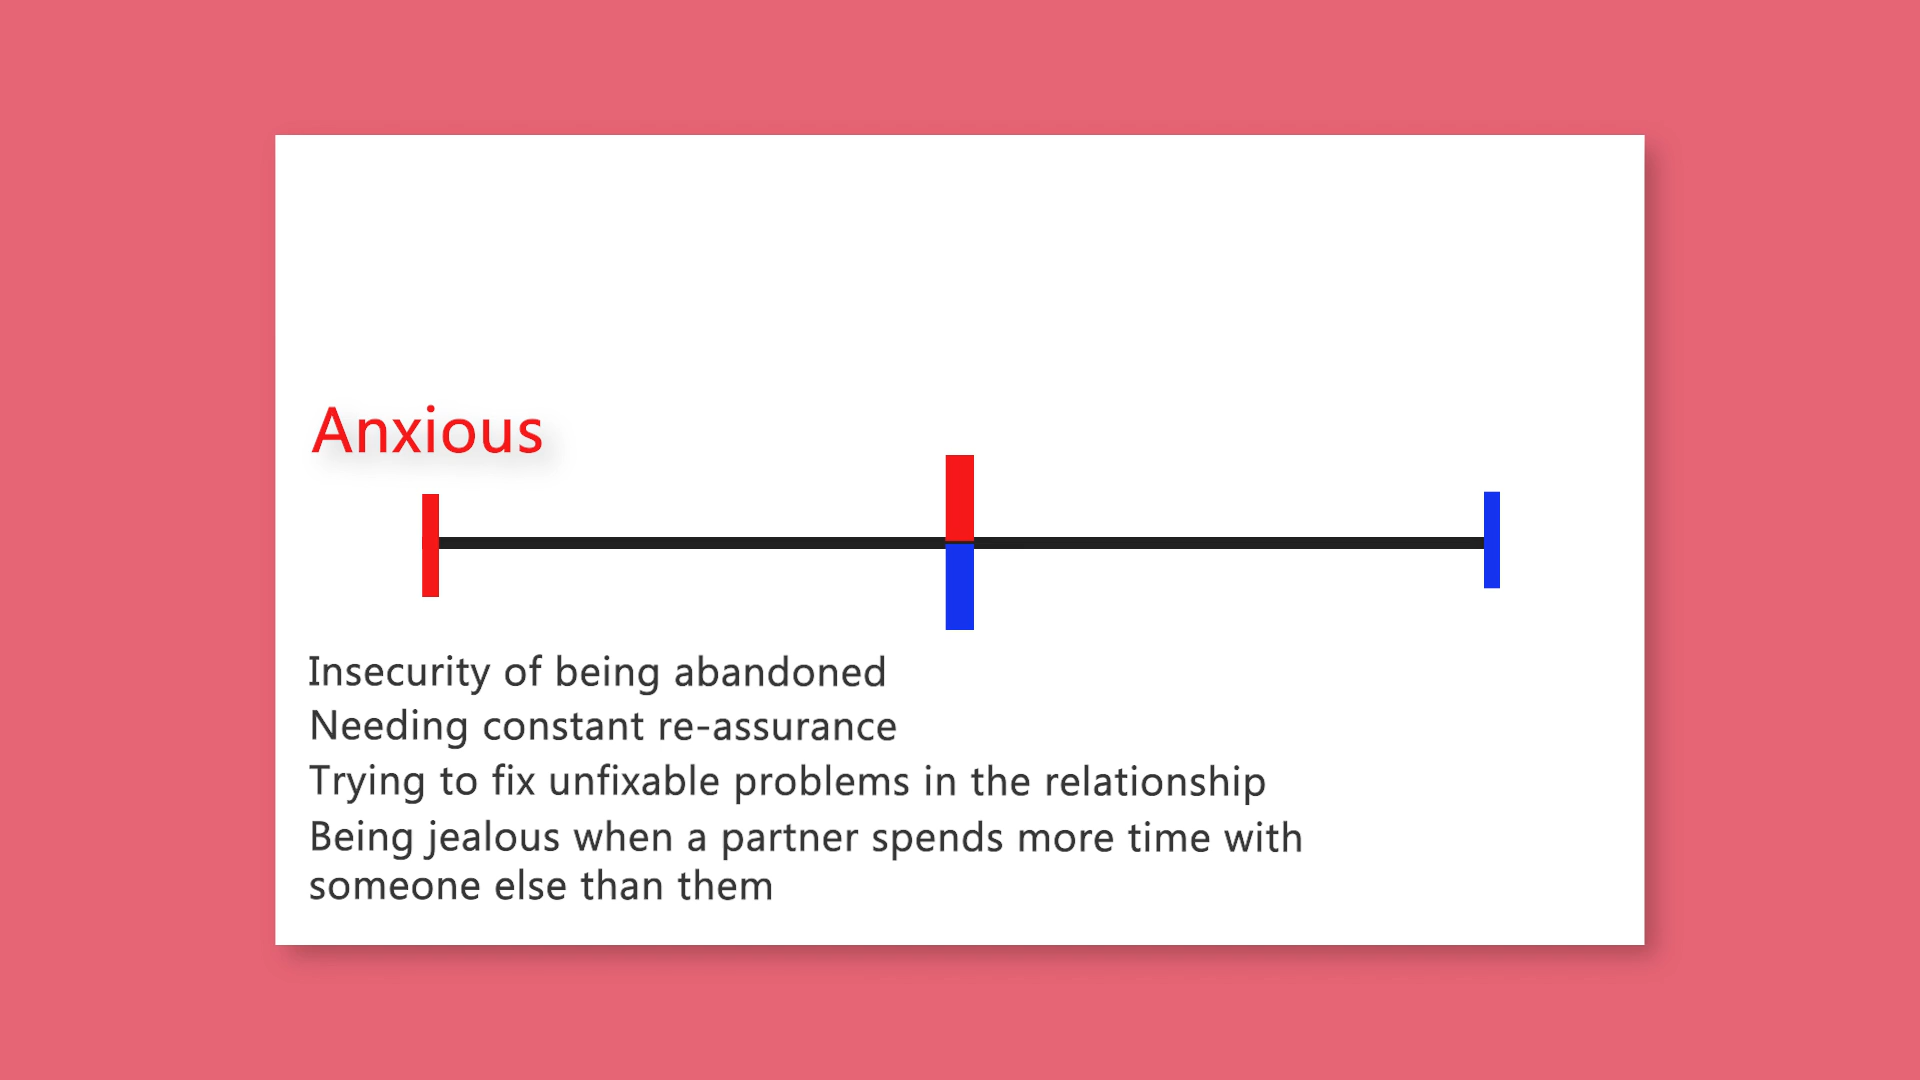 Anxious
Insecurity of being abandoned
Needing constant re-assurance
Trying to fix unfixable problems in the relationship
Being jealous when a partner spends more time with
someone else than them